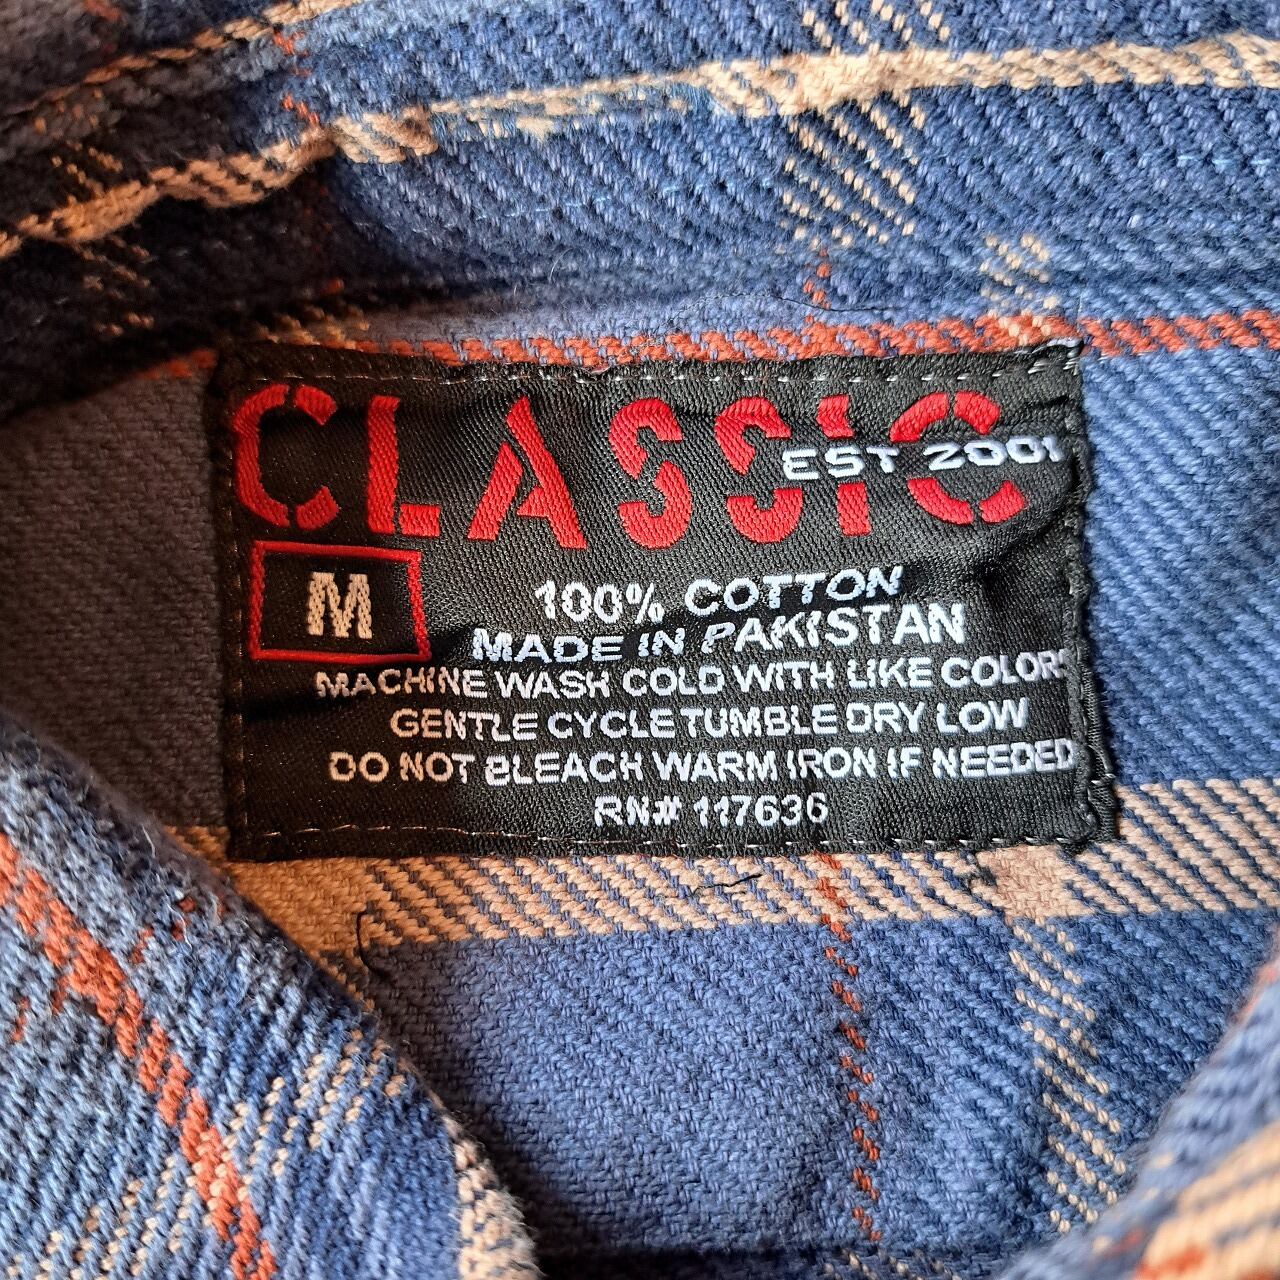 CLASSIC
EST 2001
M
100% COTTON
MADE IN PAKISTAN
MACHINE WASH COLD WITH LIKE COLORS
GENTLE CYCLE TUMBLE DRY LOW
DO NOT BLEACH WARM IRON IF NEEDED
RN# 117636